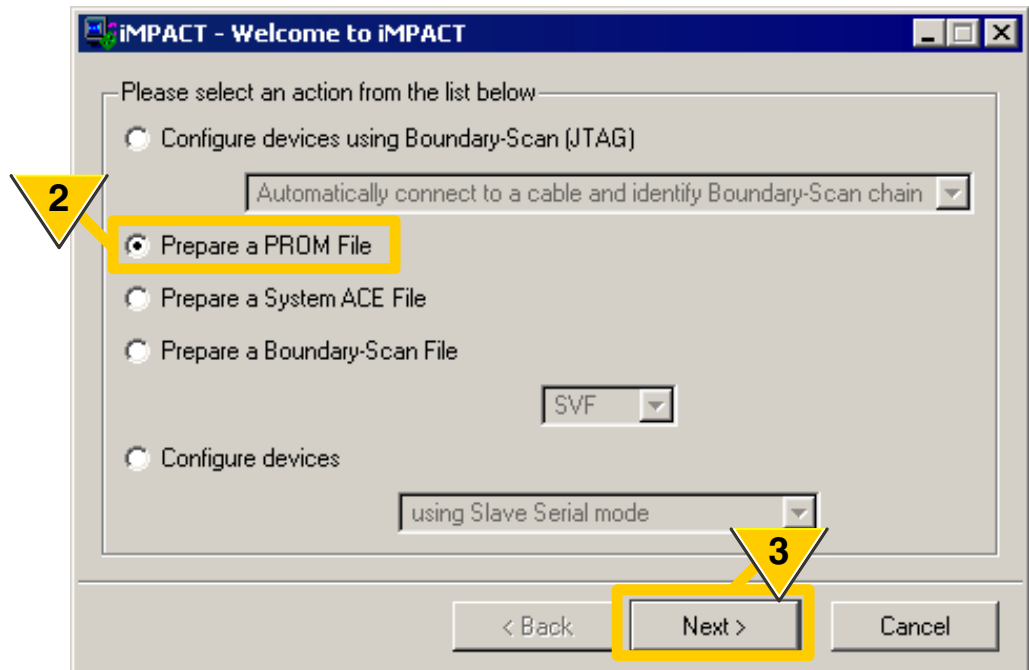 iMPACT - Welcome to iMPACT
Please select an action from the list below
Configure devices using Boundary-Scan (JTAG)
Automatically connect to a cable and identify Boundary-Scan chain
2
Prepare a PROM File
Prepare a System ACE File
Prepare a Boundary-Scan File
SVF
Configure devices
using Slave Serial mode
3
< Back
Next >
Cancel